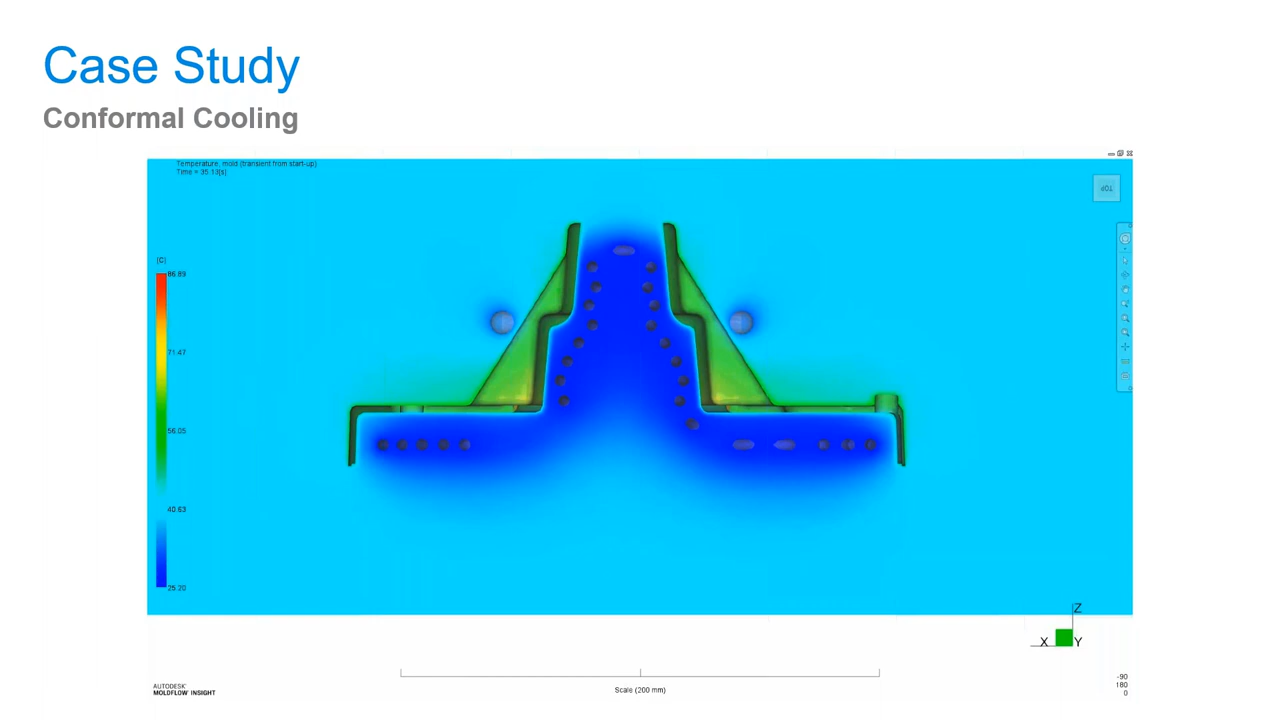 Case Study
Conformal Cooling
Temperature, mold (transient from start-up)
Time = 35.13[s]
TOP
[C]
86.89
71.47
56.05
40.63
25.20
Z
X
Y
AUTODESK
MOLDFLOW INSIGHT
Scale (200 mm)
-90
180
0